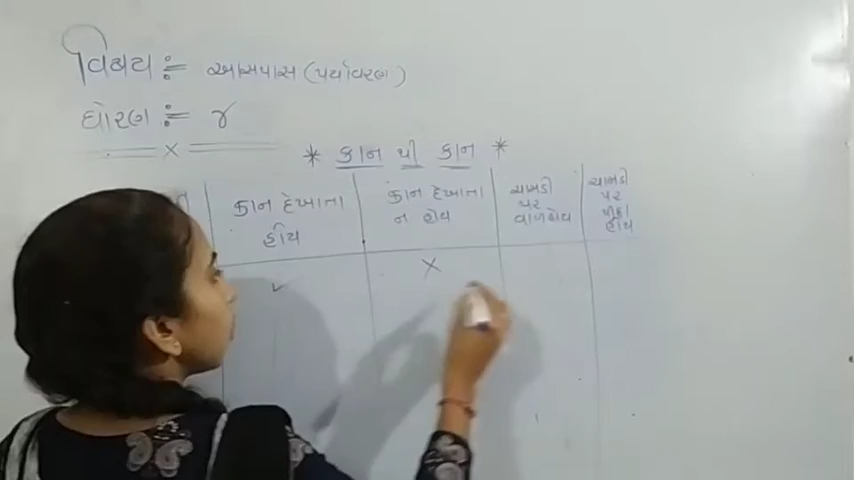 વિષય := આસપાસ (પર્યાવરણ)
ધોરણ := ૪
* કાન થી કાન *
કાન દેખાતા હોય
કાન દેખાતા ન હોય
ચામડી પર વાળ હોય
ચામડી પર પીંછા હોય
✓ X